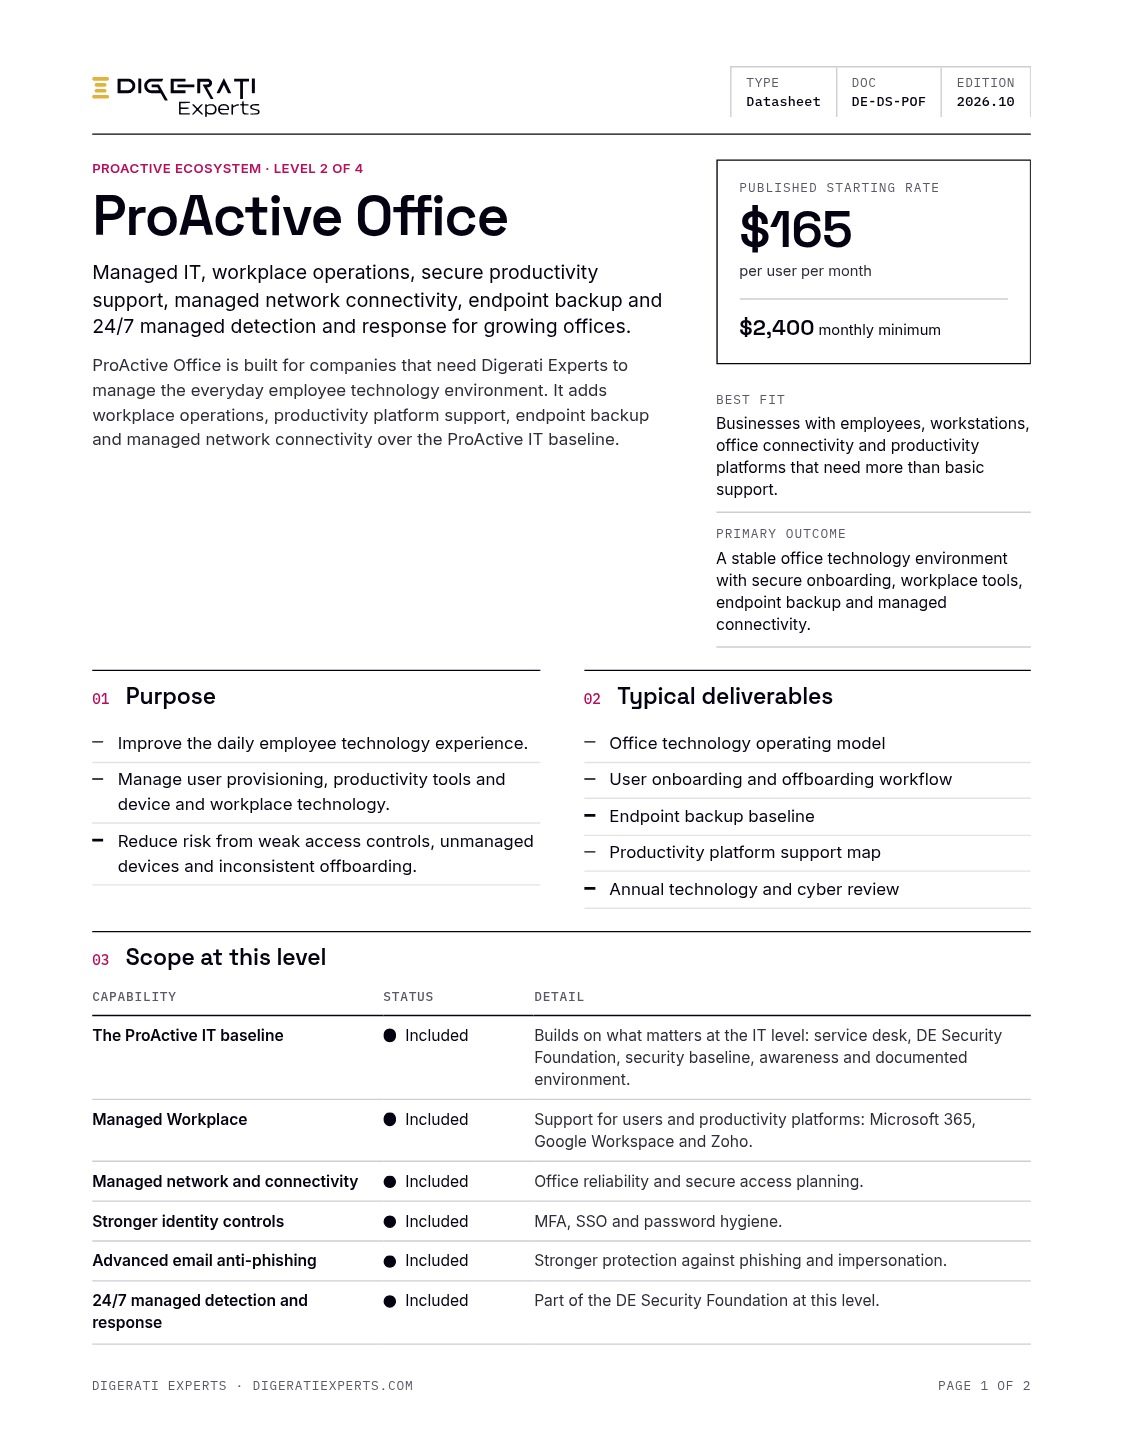 DIGERATI
Experts
TYPE
Datasheet
DOC
DE-DS-POF
EDITION
2026.10
PROACTIVE ECOSYSTEM · LEVEL 2 OF 4
ProActive Office
Managed IT, workplace operations, secure productivity
support, managed network connectivity, endpoint backup and
24/7 managed detection and response for growing offices.
ProActive Office is built for companies that need Digerati Experts to
manage the everyday employee technology environment. It adds
workplace operations, productivity platform support, endpoint backup
and managed network connectivity over the ProActive IT baseline.
PUBLISHED STARTING RATE
$165
per user per month
$2,400 monthly minimum
BEST FIT
Businesses with employees, workstations,
office connectivity and productivity
platforms that need more than basic
support.
PRIMARY OUTCOME
A stable office technology environment
with secure onboarding, workplace tools,
endpoint backup and managed
connectivity.
01 Purpose
– Improve the daily employee technology experience.
– Manage user provisioning, productivity tools and
device and workplace technology.
– Reduce risk from weak access controls, unmanaged
devices and inconsistent offboarding.
02 Typical deliverables
– Office technology operating model
– User onboarding and offboarding workflow
– Endpoint backup baseline
– Productivity platform support map
– Annual technology and cyber review
03 Scope at this level
CAPABILITY STATUS DETAIL
The ProActive IT baseline ● Included Builds on what matters at the IT level: service desk, DE Security
Foundation, security baseline, awareness and documented
environment.
Managed Workplace ● Included Support for users and productivity platforms: Microsoft 365,
Google Workspace and Zoho.
Managed network and connectivity ● Included Office reliability and secure access planning.
Stronger identity controls ● Included MFA, SSO and password hygiene.
Advanced email anti-phishing ● Included Stronger protection against phishing and impersonation.
24/7 managed detection and ● Included Part of the DE Security Foundation at this level.
response
DIGERATI EXPERTS · DIGERATIEXPERTS.COM
PAGE 1 OF 2